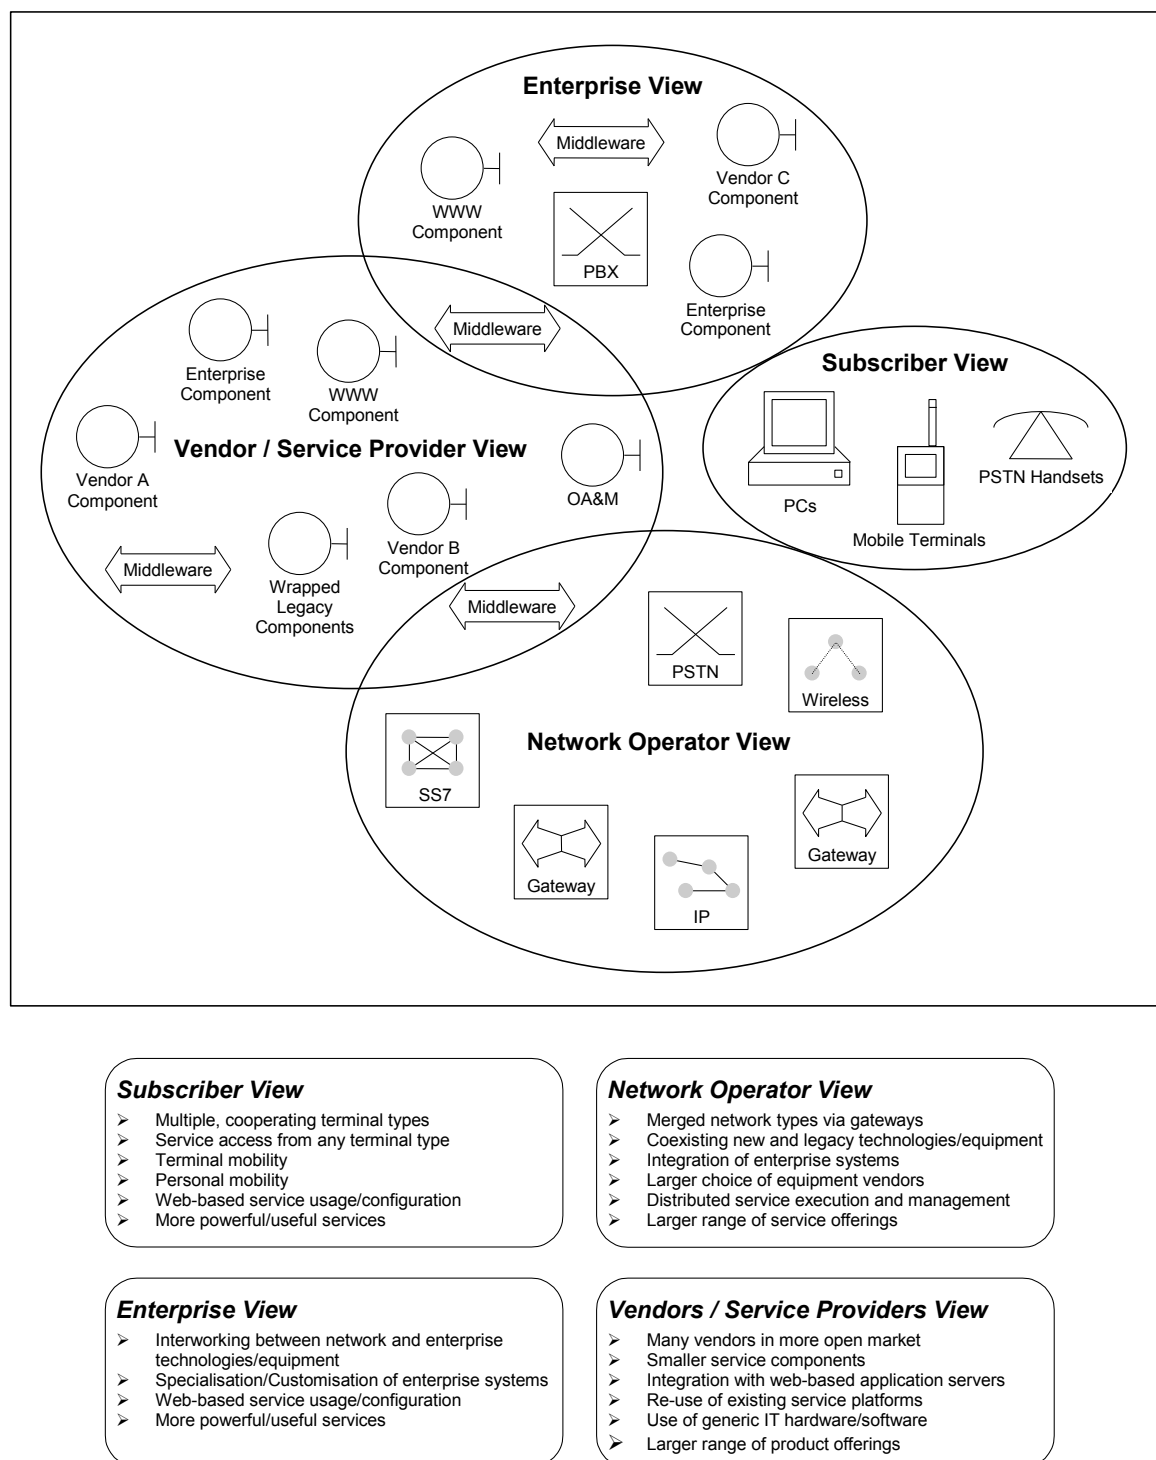 Enterprise View
Middleware
WWW
Component
Vendor C
Component
PBX
Enterprise
Component
Middleware
Enterprise
Component
WWW
Component
Subscriber View
PCs
Mobile Terminals
PSTN Handsets
Vendor / Service Provider View
Vendor A
Component
OA&M
Vendor B
Component
Middleware
Wrapped
Legacy
Components
Middleware
PSTN
Wireless
Network Operator View
SS7
Gateway
Gateway
IP
Subscriber View
➢ Multiple, cooperating terminal types
➢ Service access from any terminal type
➢ Terminal mobility
➢ Personal mobility
➢ Web-based service usage/configuration
➢ More powerful/useful services
Network Operator View
➢ Merged network types via gateways
➢ Coexisting new and legacy technologies/equipment
➢ Integration of enterprise systems
➢ Larger choice of equipment vendors
➢ Distributed service execution and management
➢ Larger range of service offerings
Enterprise View
➢ Interworking between network and enterprise
technologies/equipment
➢ Specialisation/Customisation of enterprise systems
➢ Web-based service usage/configuration
➢ More powerful/useful services
Vendors / Service Providers View
➢ Many vendors in more open market
➢ Smaller service components
➢ Integration with web-based application servers
➢ Re-use of existing service platforms
➢ Use of generic IT hardware/software
➢ Larger range of product offerings